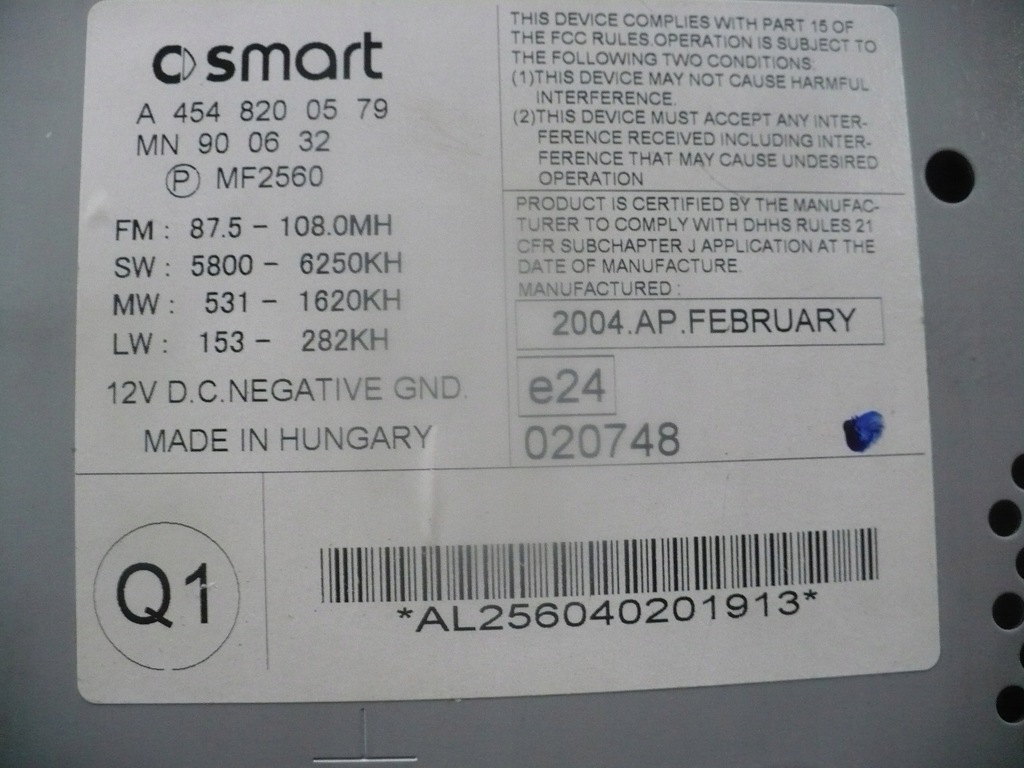 smart
A 454 820 05 79
MN 90 06 32
Ⓟ MF2560
FM : 87.5 - 108.0MH
SW : 5800 - 6250KH
MW : 531 - 1620KH
LW : 153 - 282KH
12V D.C.NEGATIVE GND.
MADE IN HUNGARY
THIS DEVICE COMPLIES WITH PART 15 OF
THE FCC RULES.OPERATION IS SUBJECT TO
THE FOLLOWING TWO CONDITIONS:
(1)THIS DEVICE MAY NOT CAUSE HARMFUL
INTERFERENCE.
(2)THIS DEVICE MUST ACCEPT ANY INTER-
FERENCE RECEIVED INCLUDING INTER-
FERENCE THAT MAY CAUSE UNDESIRED
OPERATION
PRODUCT IS CERTIFIED BY THE MANUFAC-
TURER TO COMPLY WITH DHHS RULES 21
CFR SUBCHAPTER J APPLICATION AT THE
DATE OF MANUFACTURE.
MANUFACTURED :
2004.AP.FEBRUARY
e24
020748
Q1
*AL256040201913*